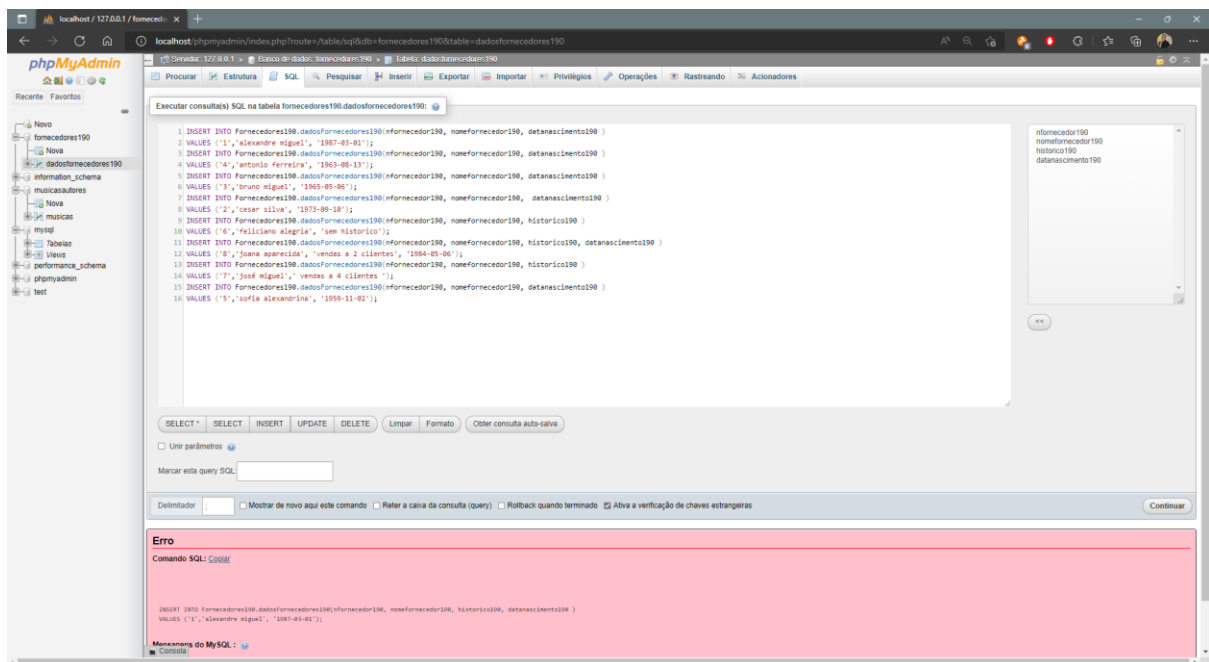 localhost / 127.0.0.1 / fornecedo
localhost/phpmyadmin/index.php?route=/table/sql&db=fornecedores190&table=dadosfornecedores190
phpMyAdmin
Recente Favoritos
Novo
fornecedores190
Nova
dadosfornecedores190
information_schema
musicasautores
Nova
musicas
mysql
Tabelas
Views
performance_schema
phpmyadmin
test
Servidor: 127.0.0.1 » Banco de dados: fornecedores190 » Tabela: dadosfornecedores190
Procurar Estrutura SQL Pesquisar Inserir Exportar Importar Privilégios Operações Rastreando Acionadores
Executar consulta(s) SQL na tabela fornecedores190.dadosfornecedores190:
1 INSERT INTO Fornecedores190.dadosFornecedores190(nfornecedor190, nomefornecedor190, datanascimento190 )
2 VALUES ('1','alexandre miguel', '1987-03-01');
3 INSERT INTO Fornecedores190.dadosFornecedores190(nfornecedor190, nomefornecedor190, datanascimento190 )
4 VALUES ('4','antonio ferreira', '1963-08-13');
5 INSERT INTO Fornecedores190.dadosFornecedores190(nfornecedor190, nomefornecedor190, datanascimento190 )
6 VALUES ('3','bruno miguel', '1965-05-06');
7 INSERT INTO Fornecedores190.dadosFornecedores190(nfornecedor190, nomefornecedor190, datanascimento190 )
8 VALUES ('2','cesar silva', '1973-09-10');
9 INSERT INTO Fornecedores190.dadosFornecedores190(nfornecedor190, nomefornecedor190, historico190 )
10 VALUES ('6','feliciano alegria', 'sem historico');
11 INSERT INTO Fornecedores190.dadosFornecedores190(nfornecedor190, nomefornecedor190, historico190, datanascimento190 )
12 VALUES ('8','joana aparecida', 'vendas a 2 clientes', '1984-05-06');
13 INSERT INTO Fornecedores190.dadosFornecedores190(nfornecedor190, nomefornecedor190, historico190 )
14 VALUES ('7','josé miguel',' vendas a 4 clientes ');
15 INSERT INTO Fornecedores190.dadosFornecedores190(nfornecedor190, nomefornecedor190, datanascimento190 )
16 VALUES ('5','sofia alexandrina', '1959-11-02');
nfornecedor190
nomefornecedor190
historico190
datanascimento190
<<
SELECT * SELECT INSERT UPDATE DELETE Limpar Formato Obter consulta auto-salva
Unir parâmetros
Marcar esta query SQL:
Delimitador ; Mostrar de novo aqui este comando Reter a caixa da consulta (query) Rollback quando terminado Ativa a verificação de chaves estrangeiras Continuar
Erro
Comando SQL: Copiar
INSERT INTO Fornecedores190.dadosFornecedores190(nfornecedor190, nomefornecedor190, historico190, datanascimento190 )
VALUES ('1','alexandre miguel', '1987-03-01');
Mensagens do MySQL :
Consola